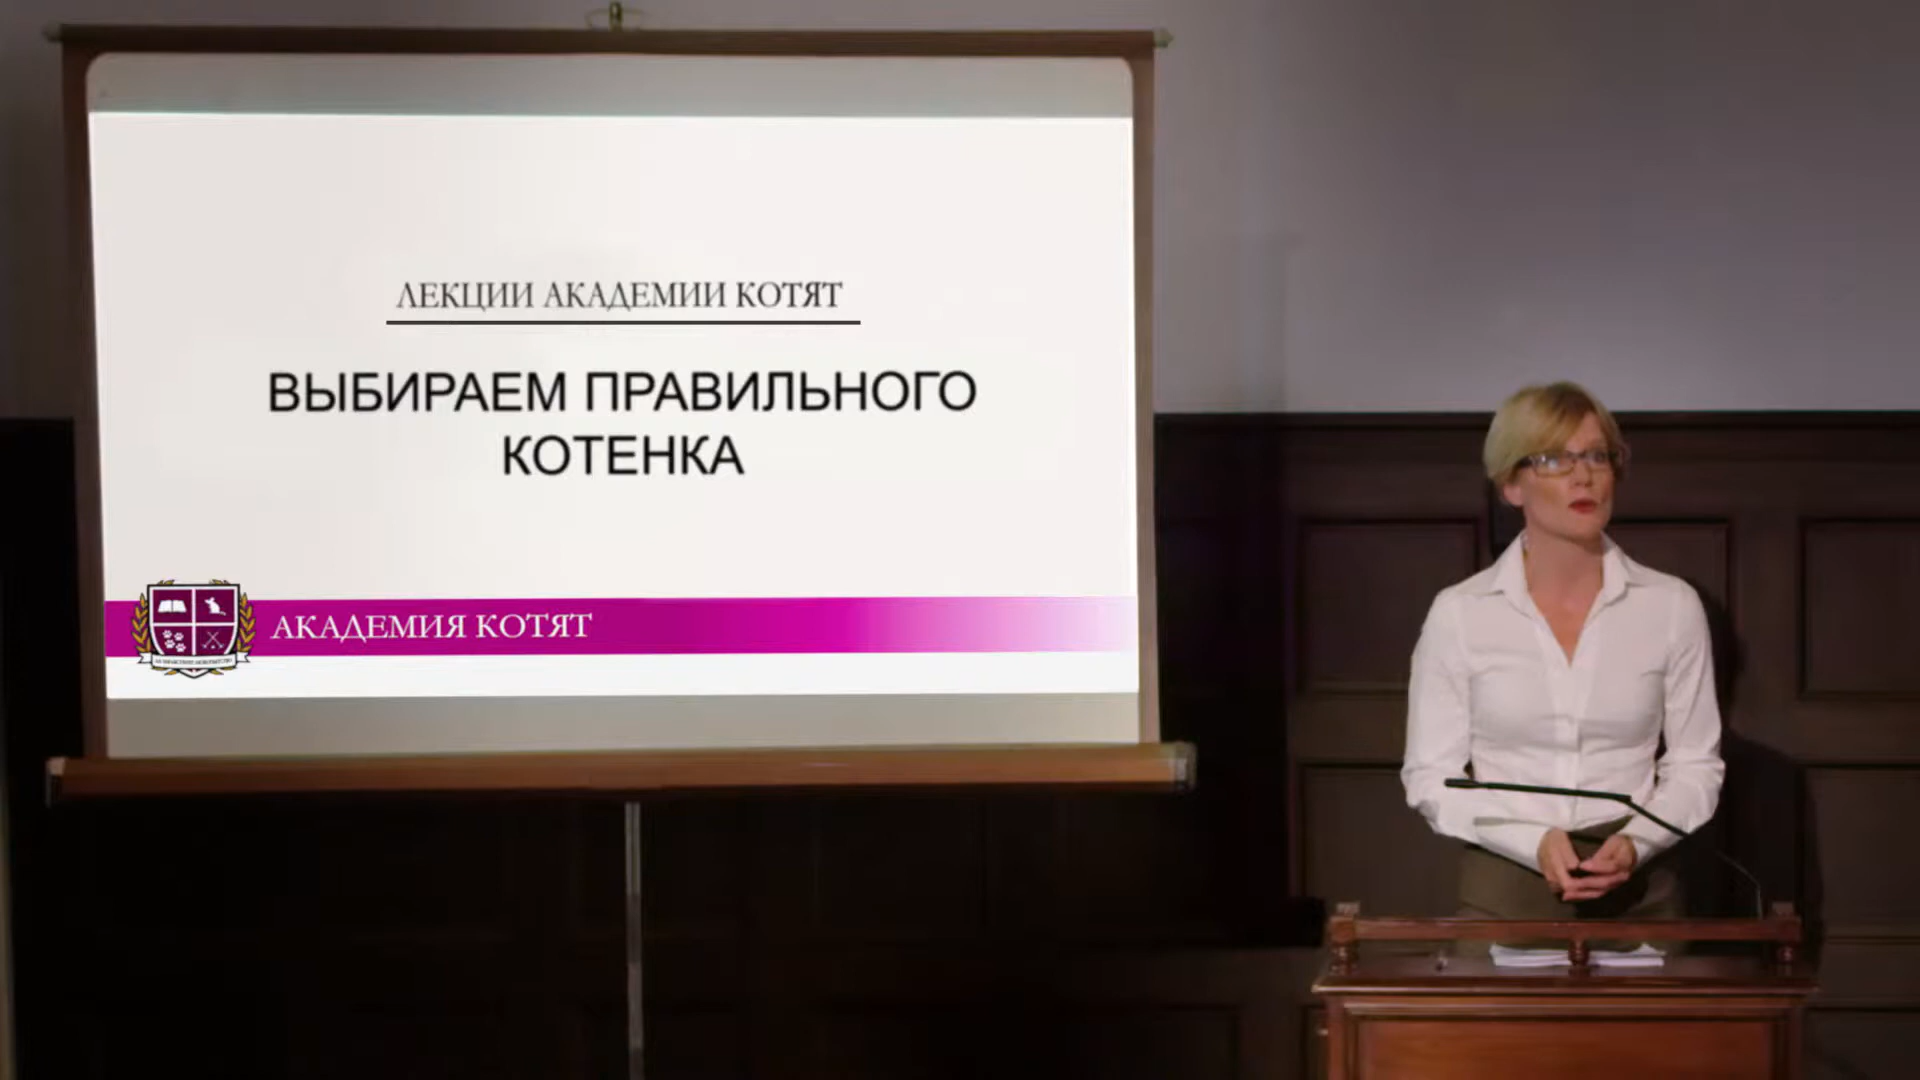 ЛЕКЦИИ АКАДЕМИИ КОТЯТ
ВЫБИРАЕМ ПРАВИЛЬНОГО
КОТЕНКА
АКАДЕМИЯ КОТЯТ